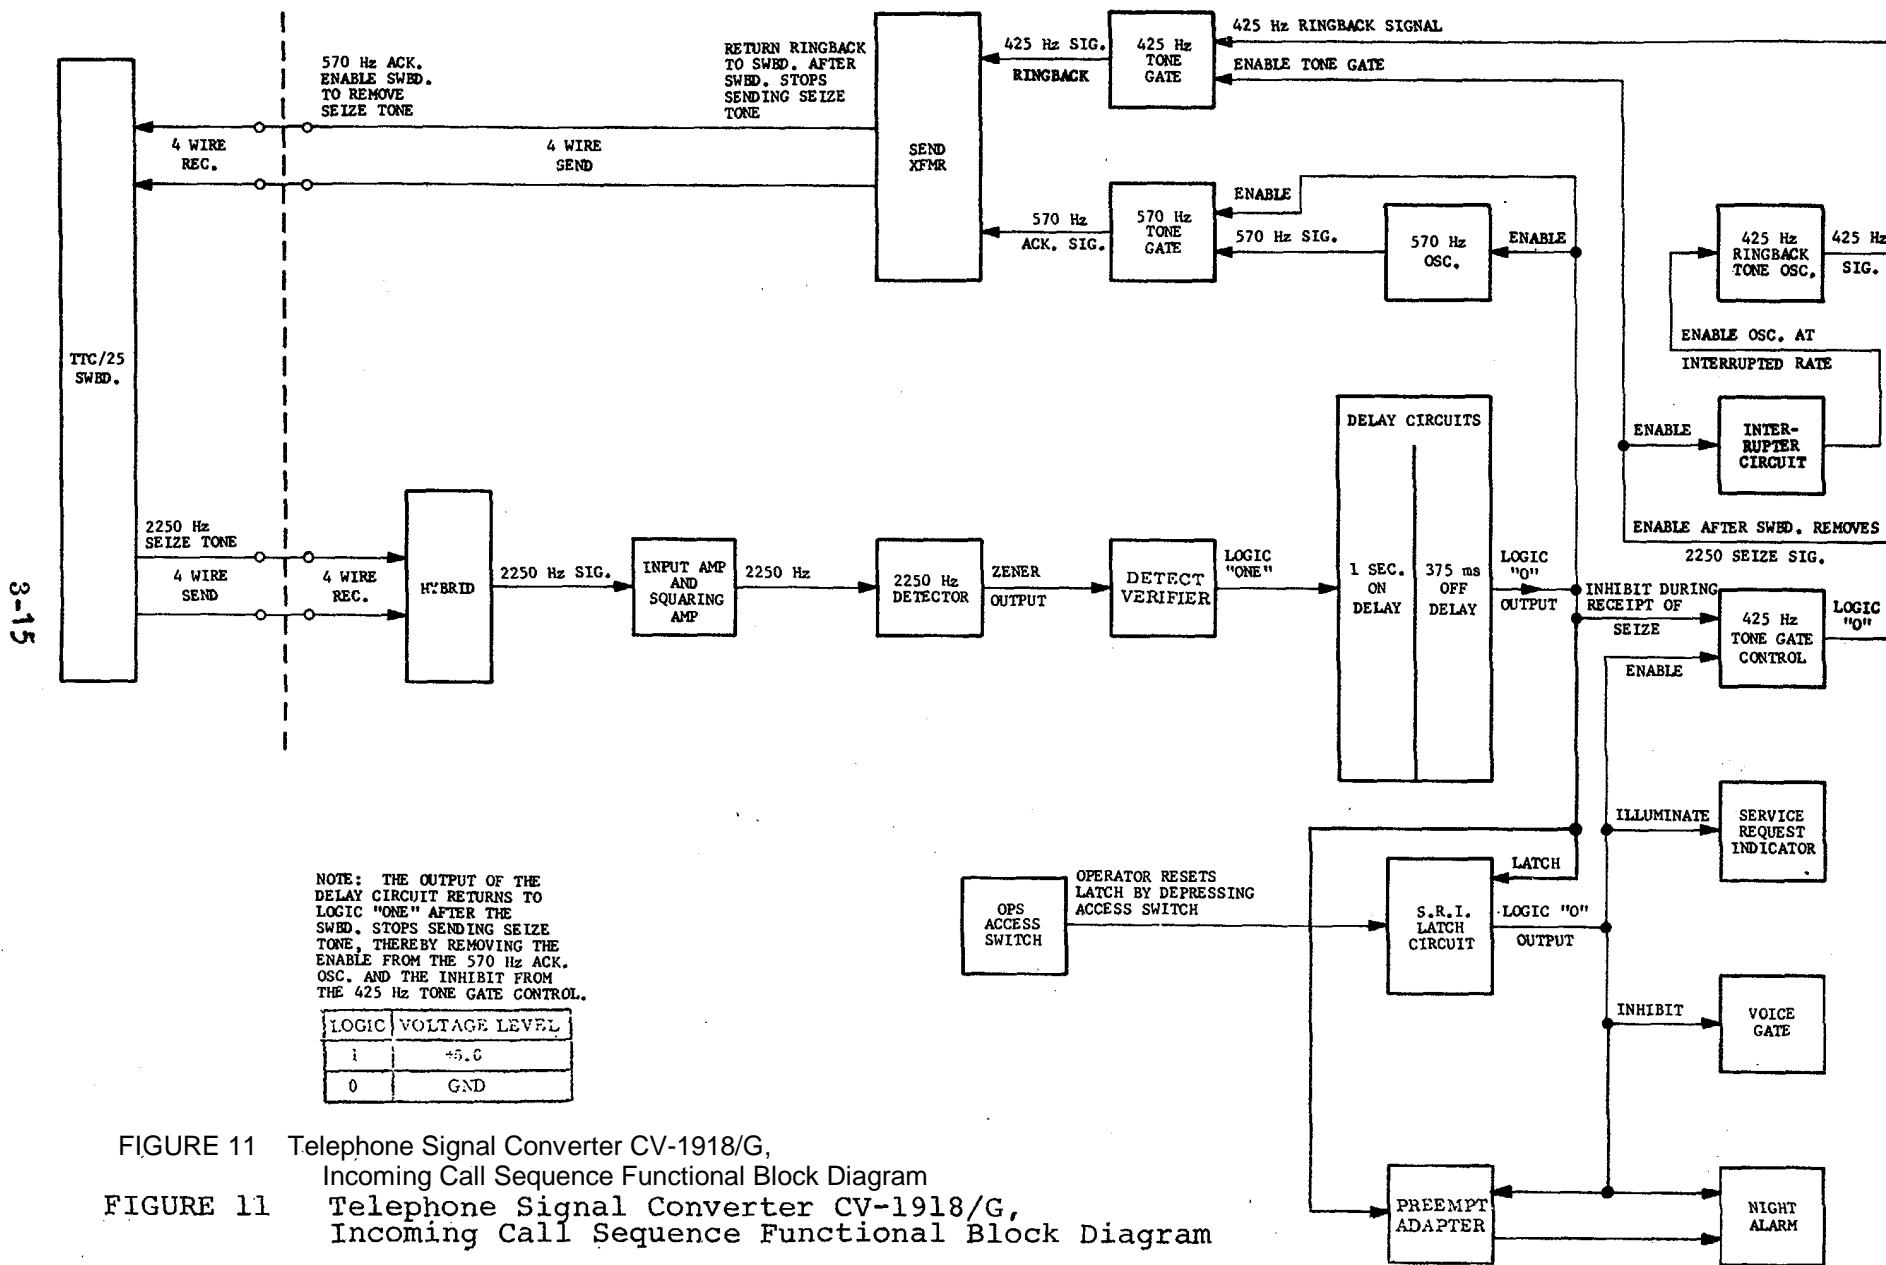 425 Hz RINGBACK SIGNAL
425 Hz SIG.
RINGBACK
425 Hz
TONE
GATE
ENABLE TONE GATE
RETURN RINGBACK
TO SWBD. AFTER
SWBD. STOPS
SENDING SEIZE
TONE
570 Hz ACK.
ENABLE SWBD.
TO REMOVE
SEIZE TONE
4 WIRE
REC.
4 WIRE
SEND
SEND
XFMR
ENABLE
570 Hz
ACK. SIG.
570 Hz
TONE
GATE
570 Hz SIG.
570 Hz
OSC.
ENABLE
425 Hz
RINGBACK
TONE OSC.
425 Hz
SIG.
ENABLE OSC. AT
INTERRUPTED RATE
TTC/25
SWBD.
DELAY CIRCUITS
1 SEC.
ON
DELAY
375 ms
OFF
DELAY
ENABLE
INTER-
RUPTER
CIRCUIT
ENABLE AFTER SWBD. REMOVES
2250 SEIZE SIG.
2250 Hz
SEIZE TONE
4 WIRE
SEND
4 WIRE
REC.
HYBRID
2250 Hz SIG.
INPUT AMP
AND
SQUARING
AMP
2250 Hz
2250 Hz
DETECTOR
ZENER
OUTPUT
DETECT
VERIFIER
LOGIC
"ONE"
LOGIC
"O"
OUTPUT
INHIBIT DURING
RECEIPT OF
SEIZE
ENABLE
425 Hz
TONE GATE
CONTROL
LOGIC
"O"
3-15
ILLUMINATE
SERVICE
REQUEST
INDICATOR
LATCH
OPS
ACCESS
SWITCH
OPERATOR RESETS
LATCH BY DEPRESSING
ACCESS SWITCH
S.R.I.
LATCH
CIRCUIT
LOGIC "O"
OUTPUT
INHIBIT
VOICE
GATE
PREEMPT
ADAPTER
NIGHT
ALARM
NOTE: THE OUTPUT OF THE
DELAY CIRCUIT RETURNS TO
LOGIC "ONE" AFTER THE
SWBD. STOPS SENDING SEIZE
TONE, THEREBY REMOVING THE
ENABLE FROM THE 570 Hz ACK.
OSC. AND THE INHIBIT FROM
THE 425 Hz TONE GATE CONTROL.
LOGIC VOLTAGE LEVEL
1
0 GND
FIGURE 11 Telephone Signal Converter CV-1918/G,
Incoming Call Sequence Functional Block Diagram
FIGURE 11 Telephone Signal Converter CV-1918/G,
Incoming Call Sequence Functional Block Diagram